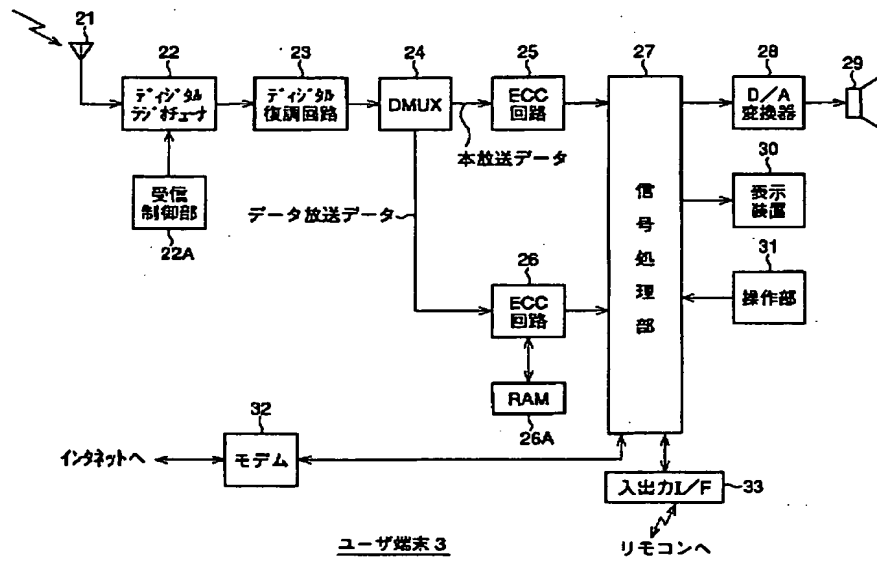 21
22
ディジタル
ラジオチューナ
受信
制御部
22A
23
ディジタル
復調回路
24
DMUX
本放送データ
データ放送データ
25
ECC
回路
26
ECC
回路
RAM
26A
27
信号処理部
28
D/A
変換器
29
30
表示
装置
31
操作部
32
モデム
インタネットへ
入出力I/F
33
リモコンへ
ユーザ端末3